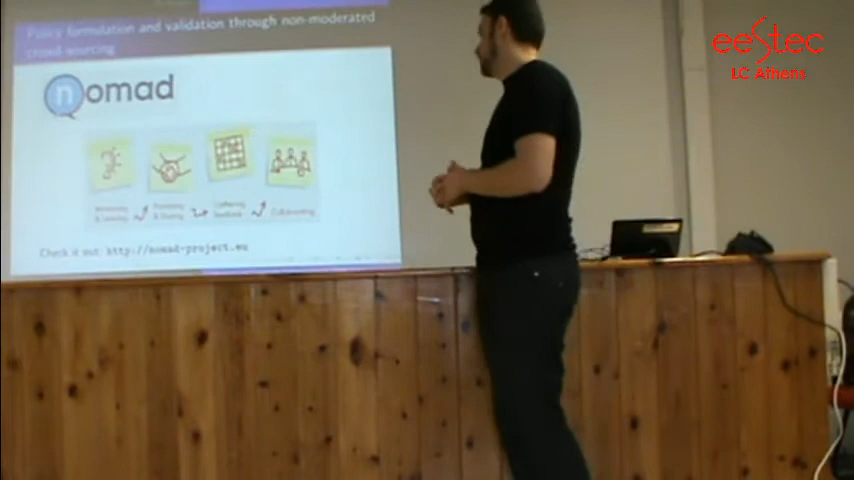 Policy formulation and validation through non-moderated
crowd-sourcing
nomad
& Sharing
feedback
Collaborating
Check it out: http://nomad-project.eu
eestec
LC Athens